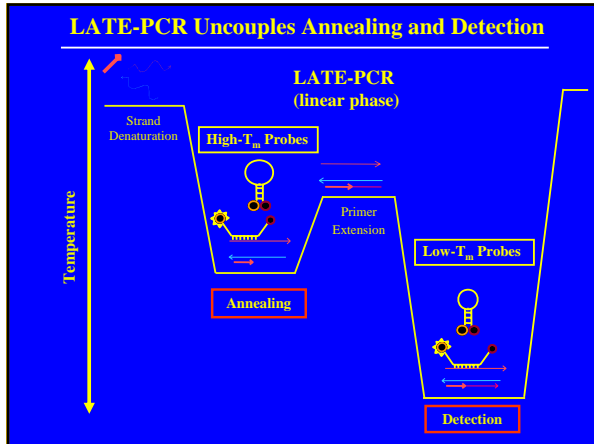 LATE-PCR Uncouples Annealing and Detection
LATE-PCR
(linear phase)
Strand
Denaturation
High-Tm Probes
Primer
Extension
Low-Tm Probes
Temperature
Annealing
Detection